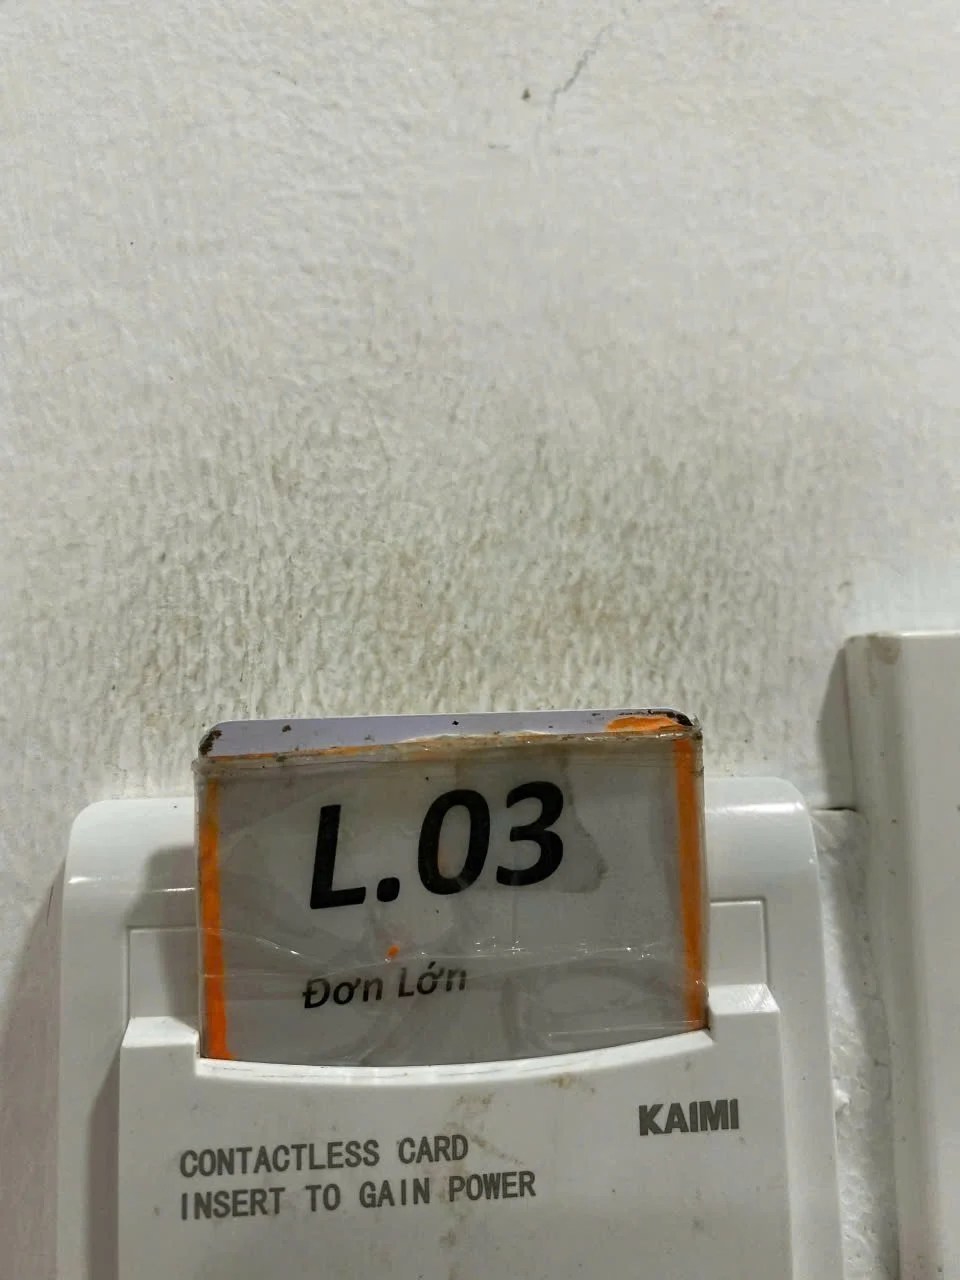 L.03
Đơn Lớn
KAIMI
CONTACTLESS CARD
INSERT TO GAIN POWER